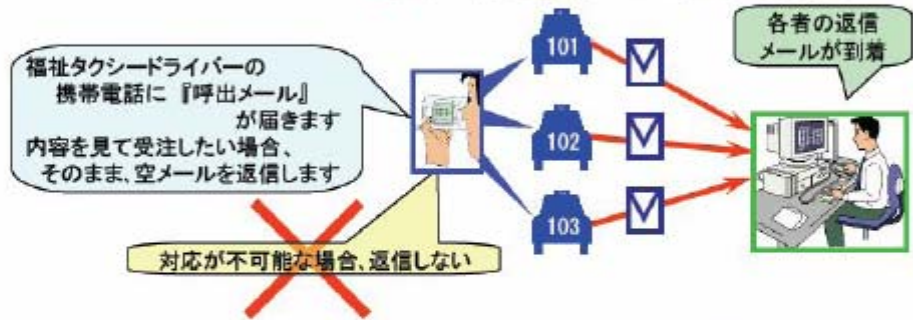 福祉タクシードライバーの
携帯電話に『呼出メール』
が届きます
内容を見て受注したい場合、
そのまま、空メールを返信します
対応が不可能な場合、返信しない
101
102
103
各者の返信
メールが到着